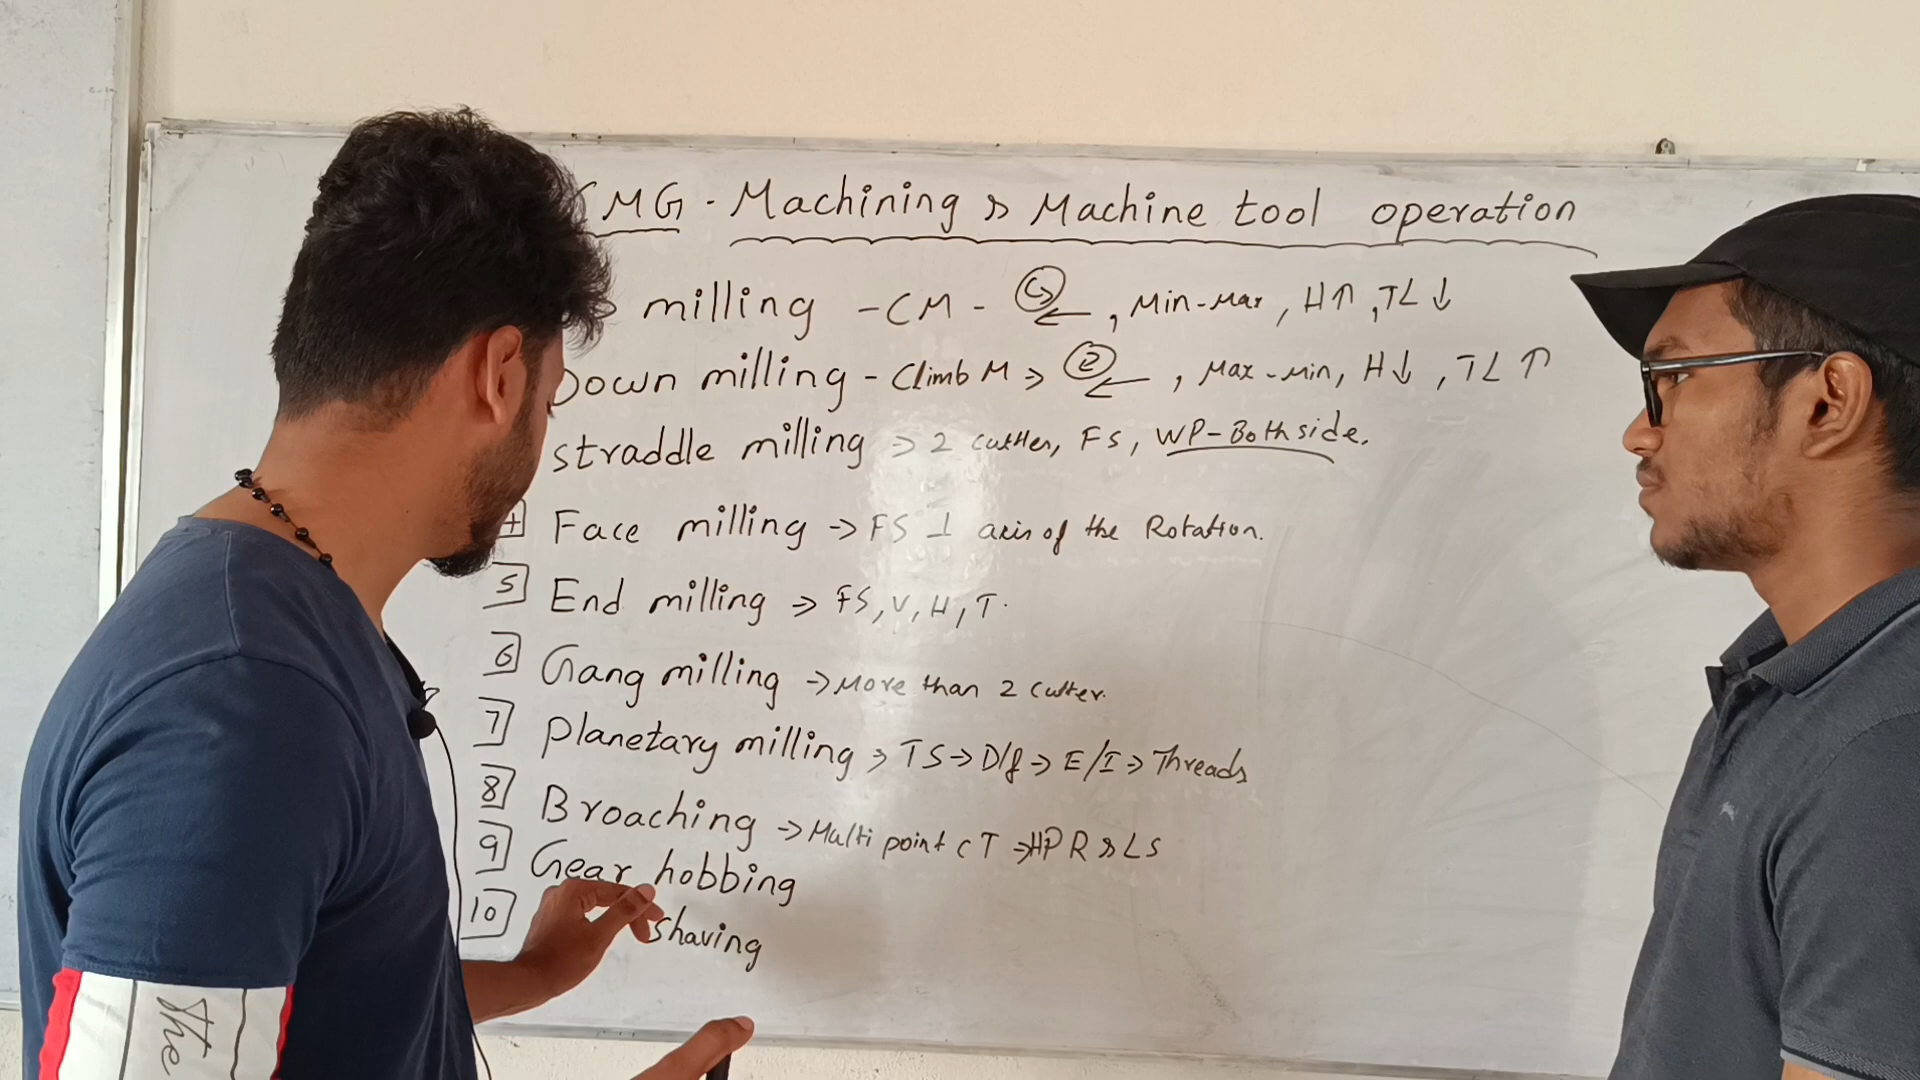 MG - Machining & Machine tool operation
milling - CM - , Min-Max, H↑, TL↓
Down milling - Climb M → , Max-Min, H↓, TL↑
straddle milling → 2 cutter, FS, WP-Both side.
Face milling → FS ⊥ axis of the Rotation.
5 End milling → FS, V, H, T.
6 Gang milling → More than 2 cutter.
7 Planetary milling → TS → D/f → E/I → Threads
8 Broaching → Multi point CT → HP R & LS
9 Gear hobbing
10 shaving
The